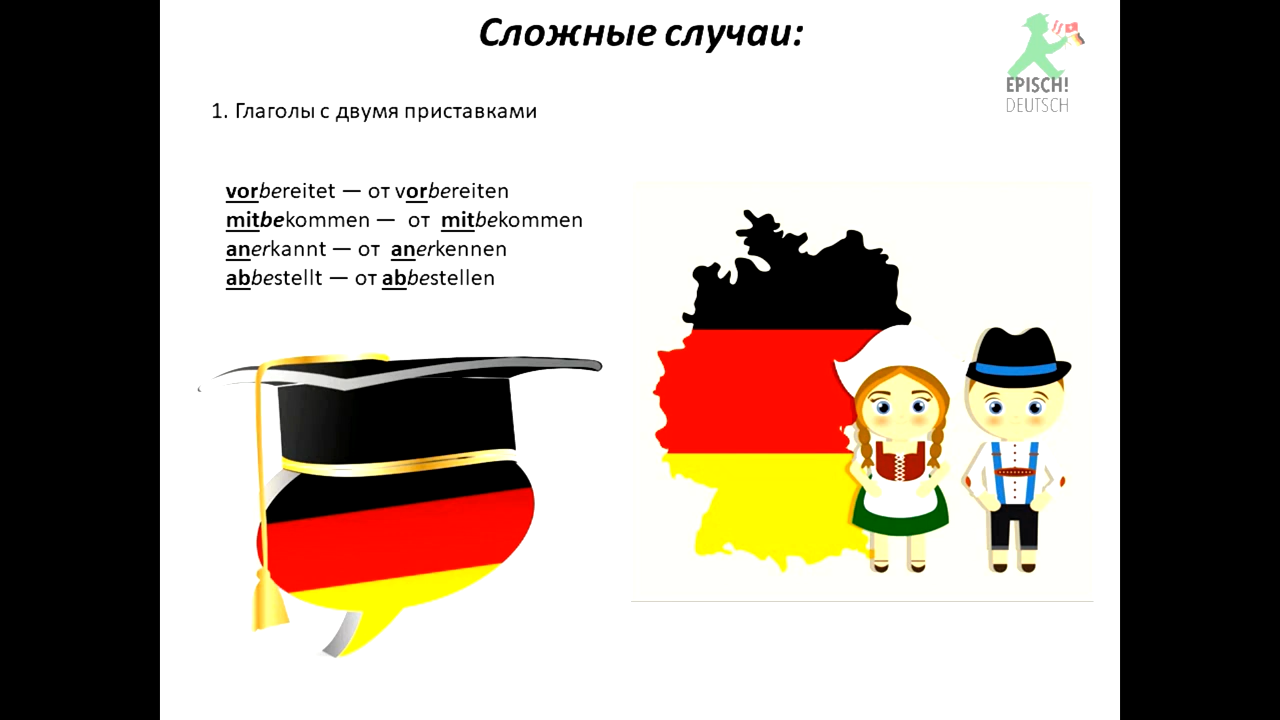 Сложные случаи:
EPISCH!
DEUTSCH
1. Глаголы с двумя приставками
vorbereitet — от vorbereiten
mitbekommen — от mitbekommen
anerkannt — от anerkennen
abbestellt — от abbestellen